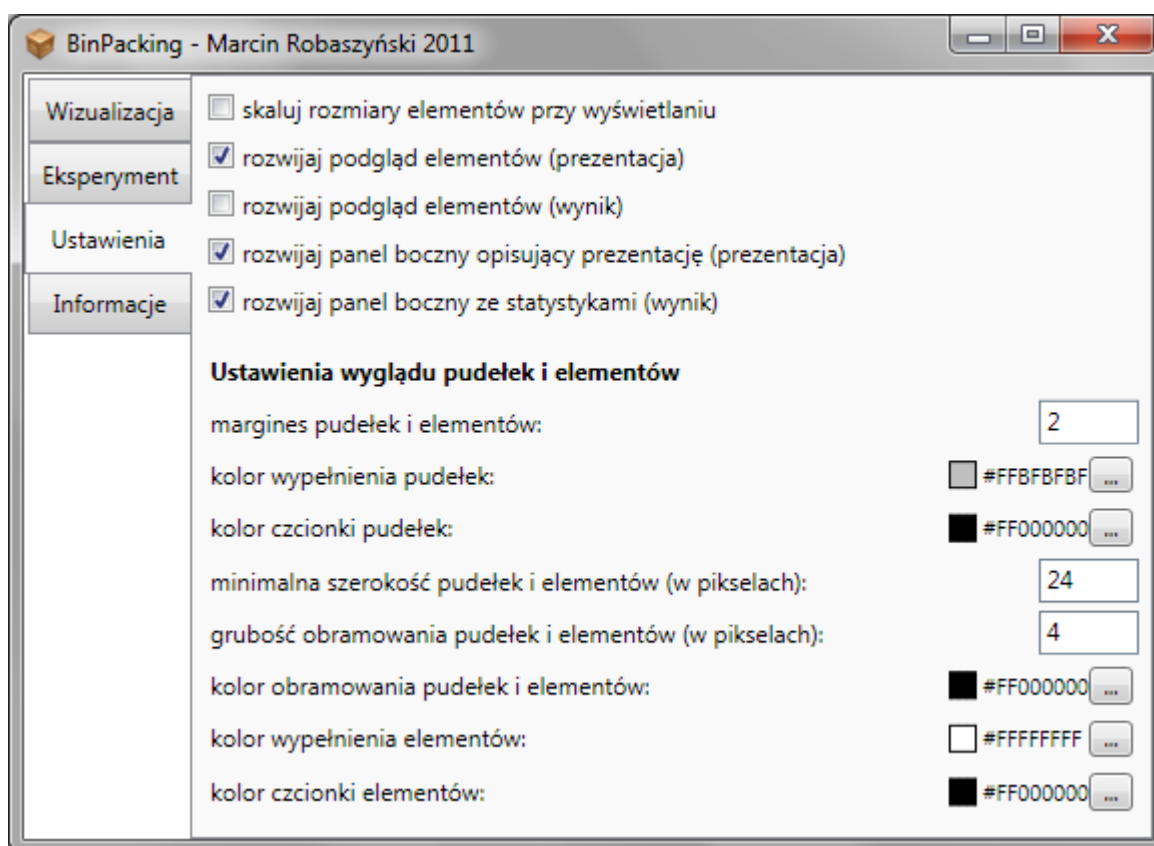 BinPacking - Marcin Robaszyński 2011
Wizualizacja
Eksperyment
Ustawienia
Informacje
skaluj rozmiary elementów przy wyświetlaniu
rozwijaj podgląd elementów (prezentacja)
rozwijaj podgląd elementów (wynik)
rozwijaj panel boczny opisujący prezentację (prezentacja)
rozwijaj panel boczny ze statystykami (wynik)
Ustawienia wyglądu pudełek i elementów
margines pudełek i elementów: 2
kolor wypełnienia pudełek: #FFBFBFBF ...
kolor czcionki pudełek: #FF000000 ...
minimalna szerokość pudełek i elementów (w pikselach): 24
grubość obramowania pudełek i elementów (w pikselach): 4
kolor obramowania pudełek i elementów: #FF000000 ...
kolor wypełnienia elementów: #FFFFFFFF ...
kolor czcionki elementów: #FF000000 ...